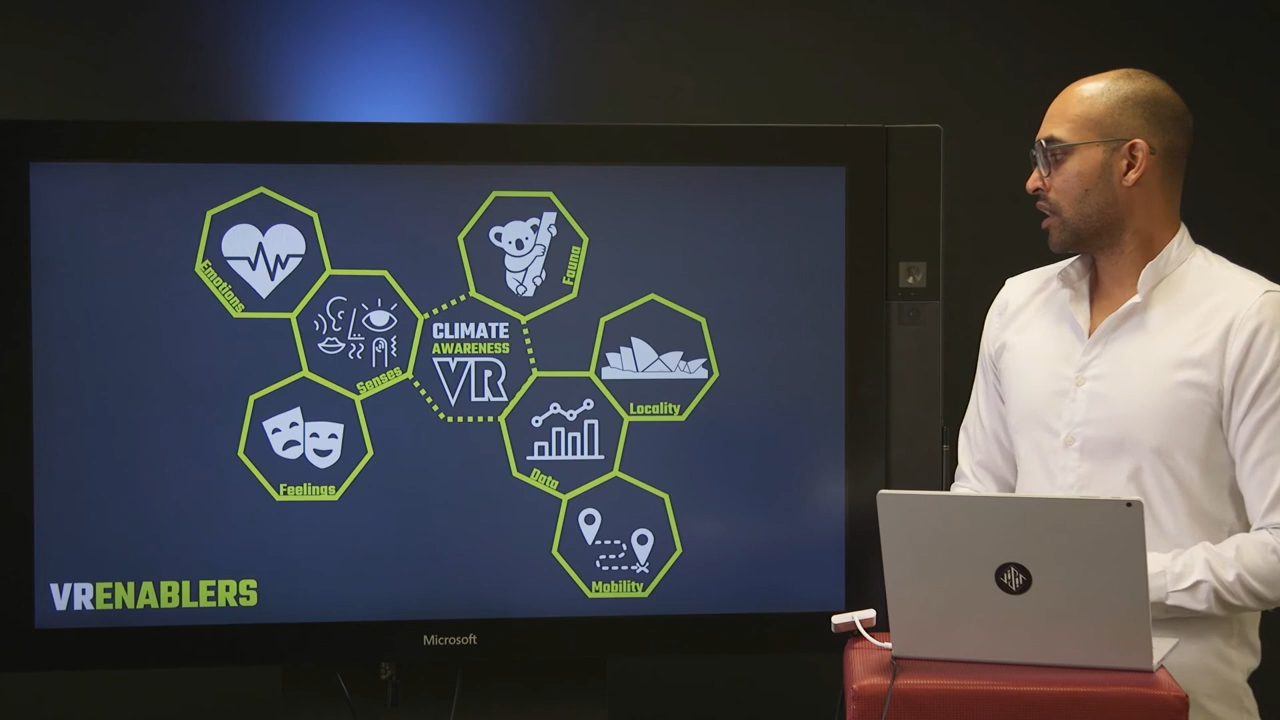 Emotions
Fauna
Senses
CLIMATE
AWARENESS
VR
Locality
Feelings
Data
Mobility
VRENABLERS
Microsoft